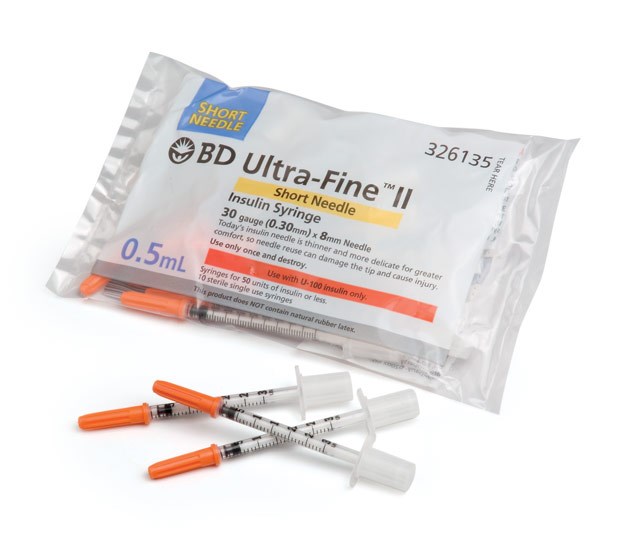 SHORT
NEEDLE
326135
TEAR HERE
BD Ultra-Fine™ II
Short Needle
Insulin Syringe
30 gauge (0.30mm) x 8mm Needle
Today's insulin needle is thinner and more delicate for greater
comfort, so needle reuse can damage the tip and cause injury.
Use only once and destroy.
0.5mL
Use with U-100 insulin only.
Syringes for 50 units of insulin or less.
10 sterile single use syringes
This product does NOT contain natural rubber latex.